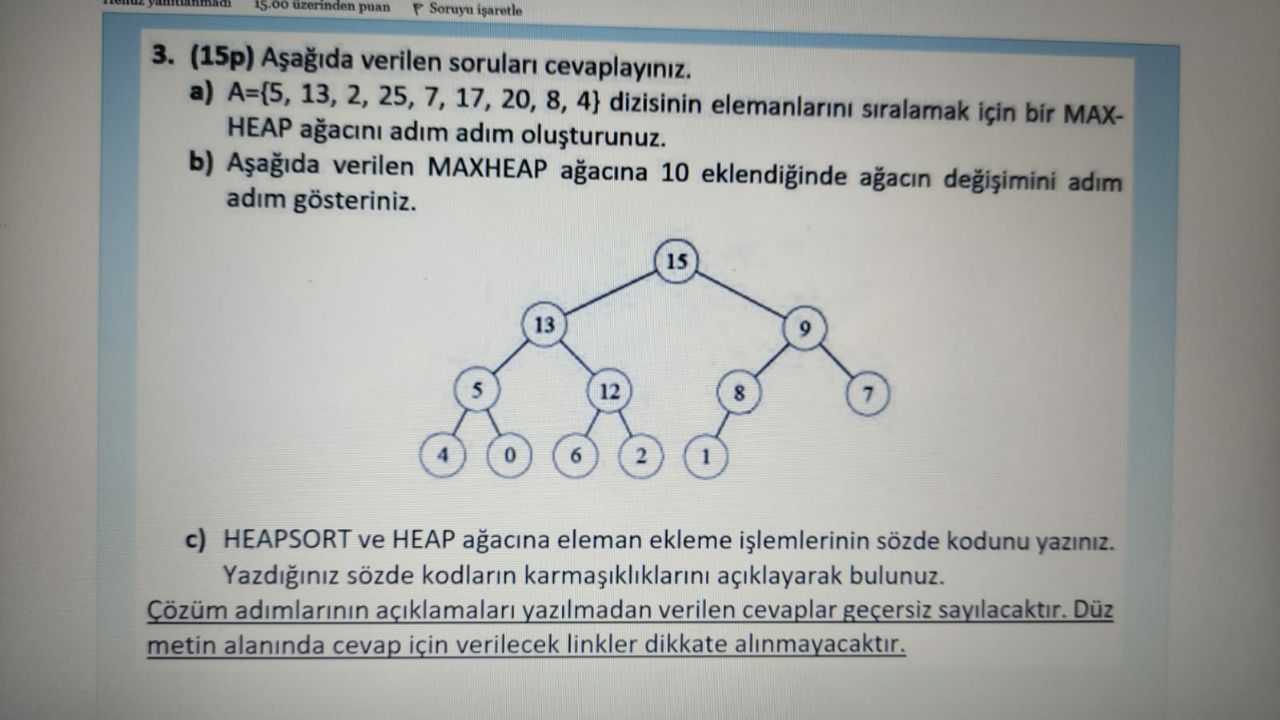 Henüz yanıtlanmadı 15.00 üzerinden puan Soruyu işaretle
3. (15p) Aşağıda verilen soruları cevaplayınız.
a) A={5, 13, 2, 25, 7, 17, 20, 8, 4} dizisinin elemanlarını sıralamak için bir MAX-
HEAP ağacını adım adım oluşturunuz.
b) Aşağıda verilen MAXHEAP ağacına 10 eklendiğinde ağacın değişimini adım
adım gösteriniz.
15
13 9
5 12 8 7
4 0 6 2 1
c) HEAPSORT ve HEAP ağacına eleman ekleme işlemlerinin sözde kodunu yazınız.
Yazdığınız sözde kodların karmaşıklıklarını açıklayarak bulunuz.
Çözüm adımlarının açıklamaları yazılmadan verilen cevaplar geçersiz sayılacaktır. Düz
metin alanında cevap için verilecek linkler dikkate alınmayacaktır.